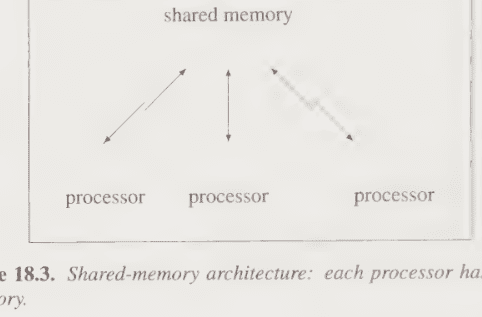 shared memory
processor processor processor
e 18.3. Shared-memory architecture: each processor ha
ory.